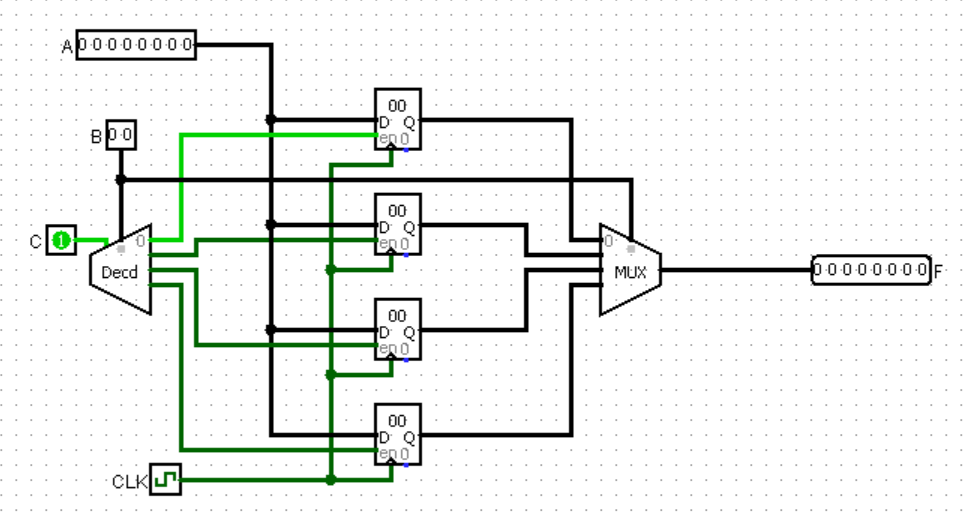 A 00000000
00
D Q
en 0
B 00
00
D Q
en 0
C 1
0
Decd
0
MUX
00000000 F
00
D Q
en 0
00
D Q
en 0
CLK